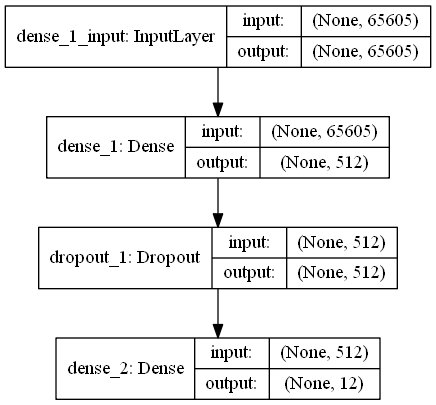 dense_1_input: InputLayer
input: (None, 65605)
output: (None, 65605)
dense_1: Dense
input: (None, 65605)
output: (None, 512)
dropout_1: Dropout
input: (None, 512)
output: (None, 512)
dense_2: Dense
input: (None, 512)
output: (None, 12)